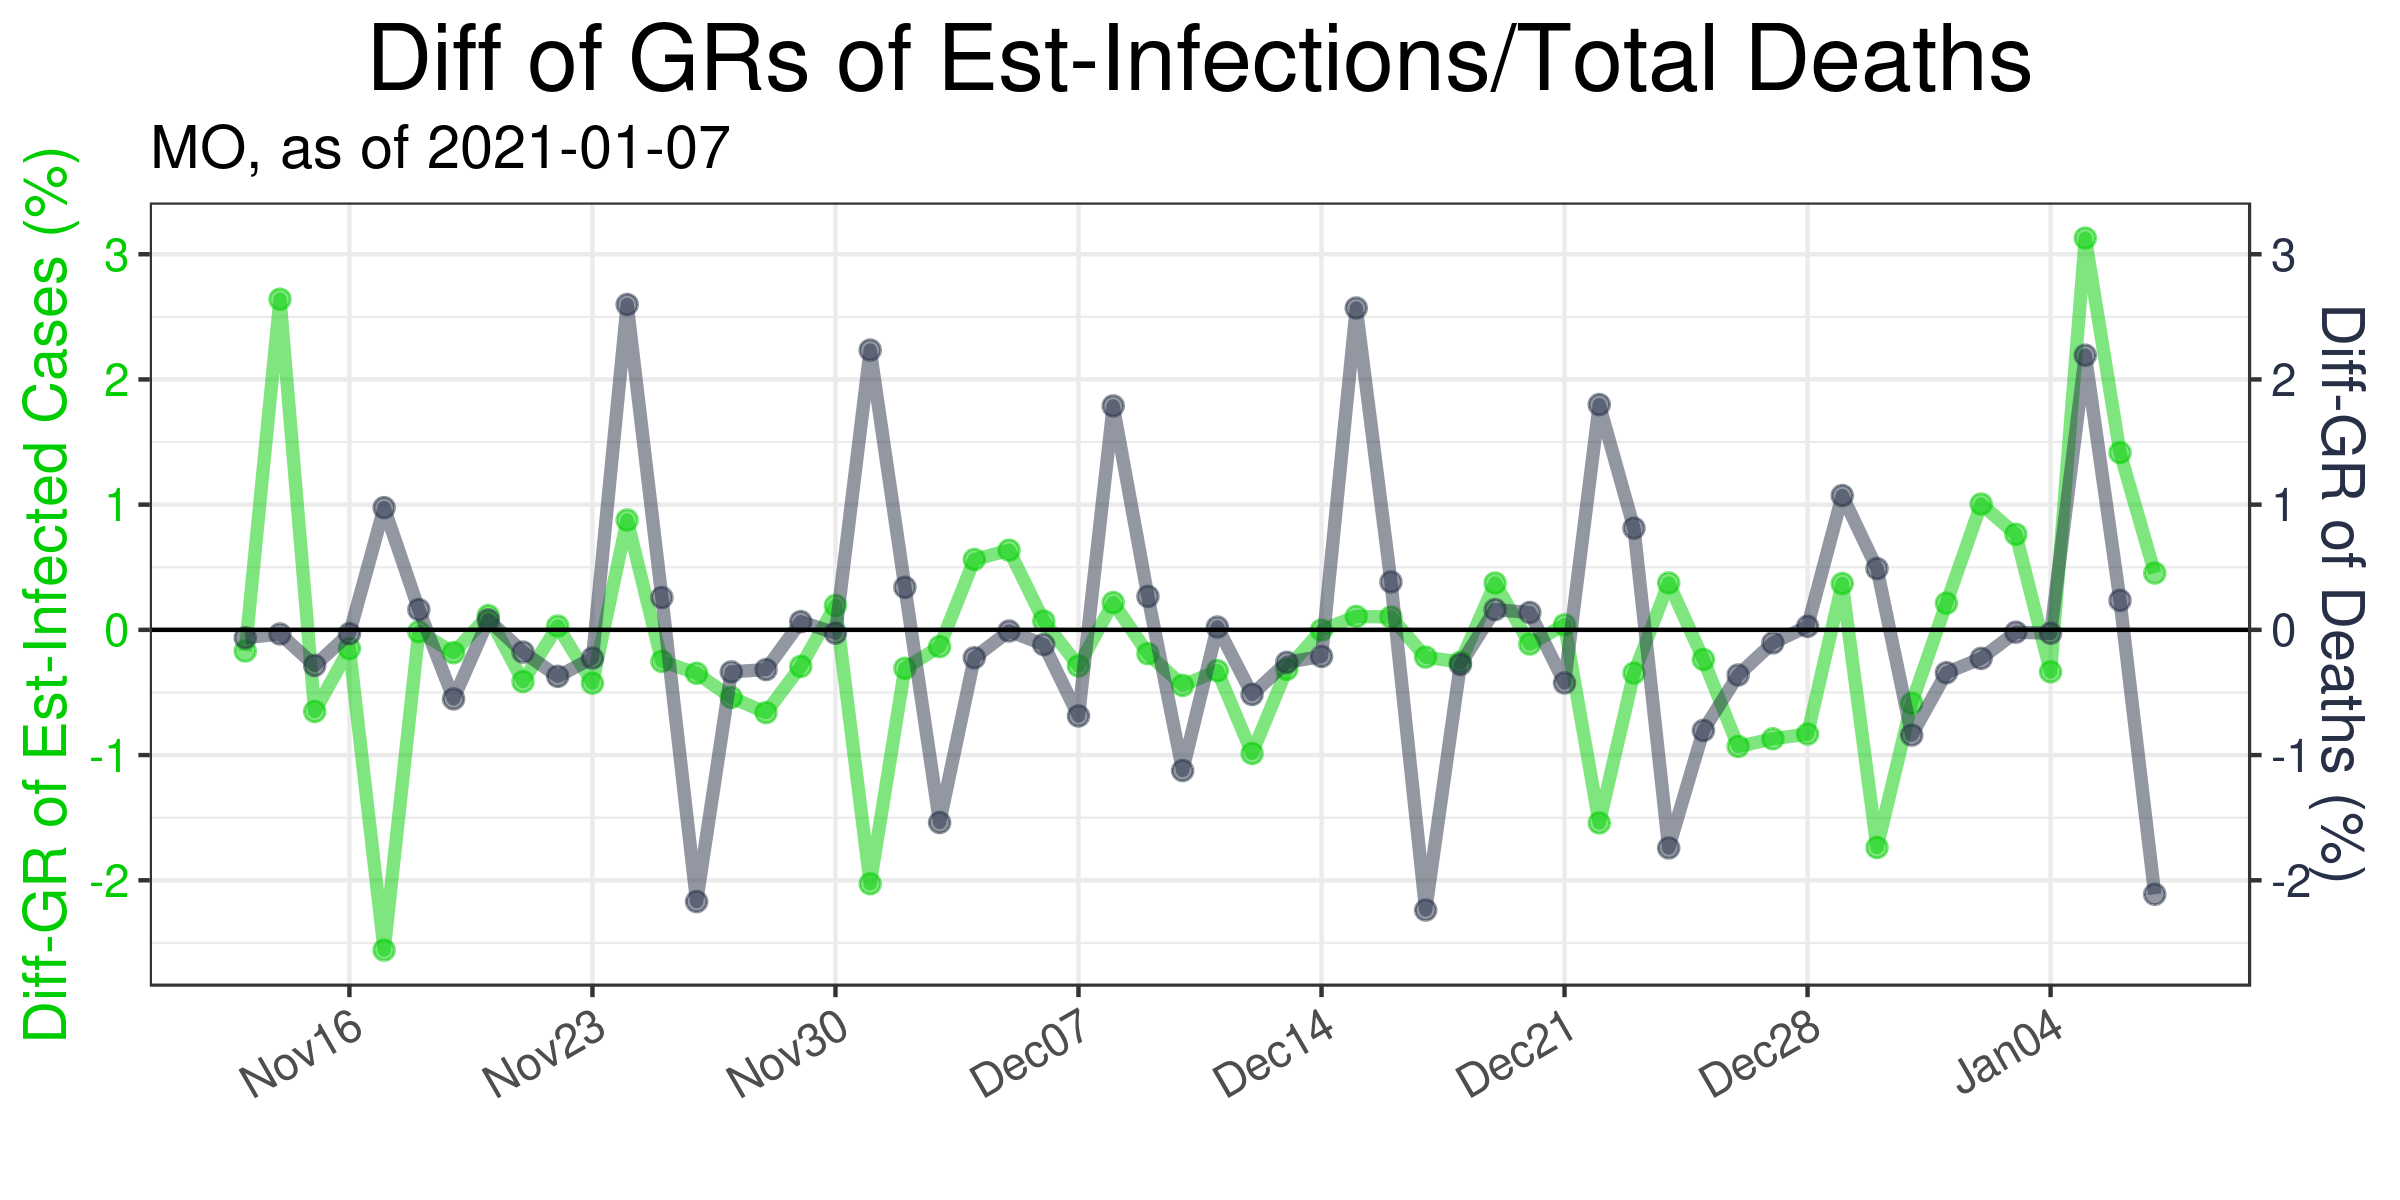 Diff of GRs of Est-Infections/Total Deaths
MO, as of 2021-01-07
Diff-GR of Est-Infected Cases (%)
3
2
1
0
-1
-2
3
2
1
0
-1
-2
Diff-GR of Deaths (%)
Nov16
Nov23
Nov30
Dec07
Dec14
Dec21
Dec28
Jan04